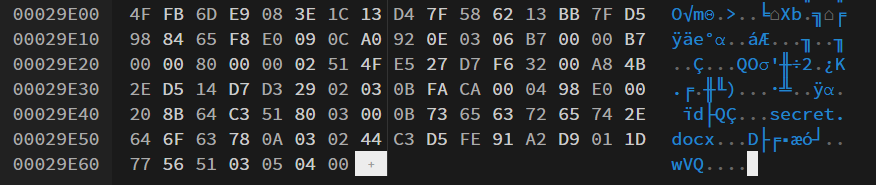 00029E00 4F FB 6D E9 08 3E 1C 13 D4 7F 58 62 13 BB 7F D5 O√mΘ.>..╘⌂Xb.╗⌂╒
00029E10 98 84 65 F8 E0 09 0C A0 92 0E 03 06 B7 00 00 B7 ÿäe°α..áÆ...╖..╖
00029E20 00 00 80 00 00 02 51 4F E5 27 D7 F6 32 00 A8 4B ..Ç...QOσ'╫÷2.¿K
00029E30 2E D5 14 D7 D3 29 02 03 0B FA CA 00 04 98 E0 00 .╒.╫╙)...·╩..ÿα.
00029E40 20 8B 64 C3 51 80 03 00 0B 73 65 63 72 65 74 2E ïd├QÇ...secret.
00029E50 64 6F 63 78 0A 03 02 44 C3 D5 FE 91 A2 D9 01 1D docx...D├╒▪æó┘..
00029E60 77 56 51 03 05 04 00 + wVQ....